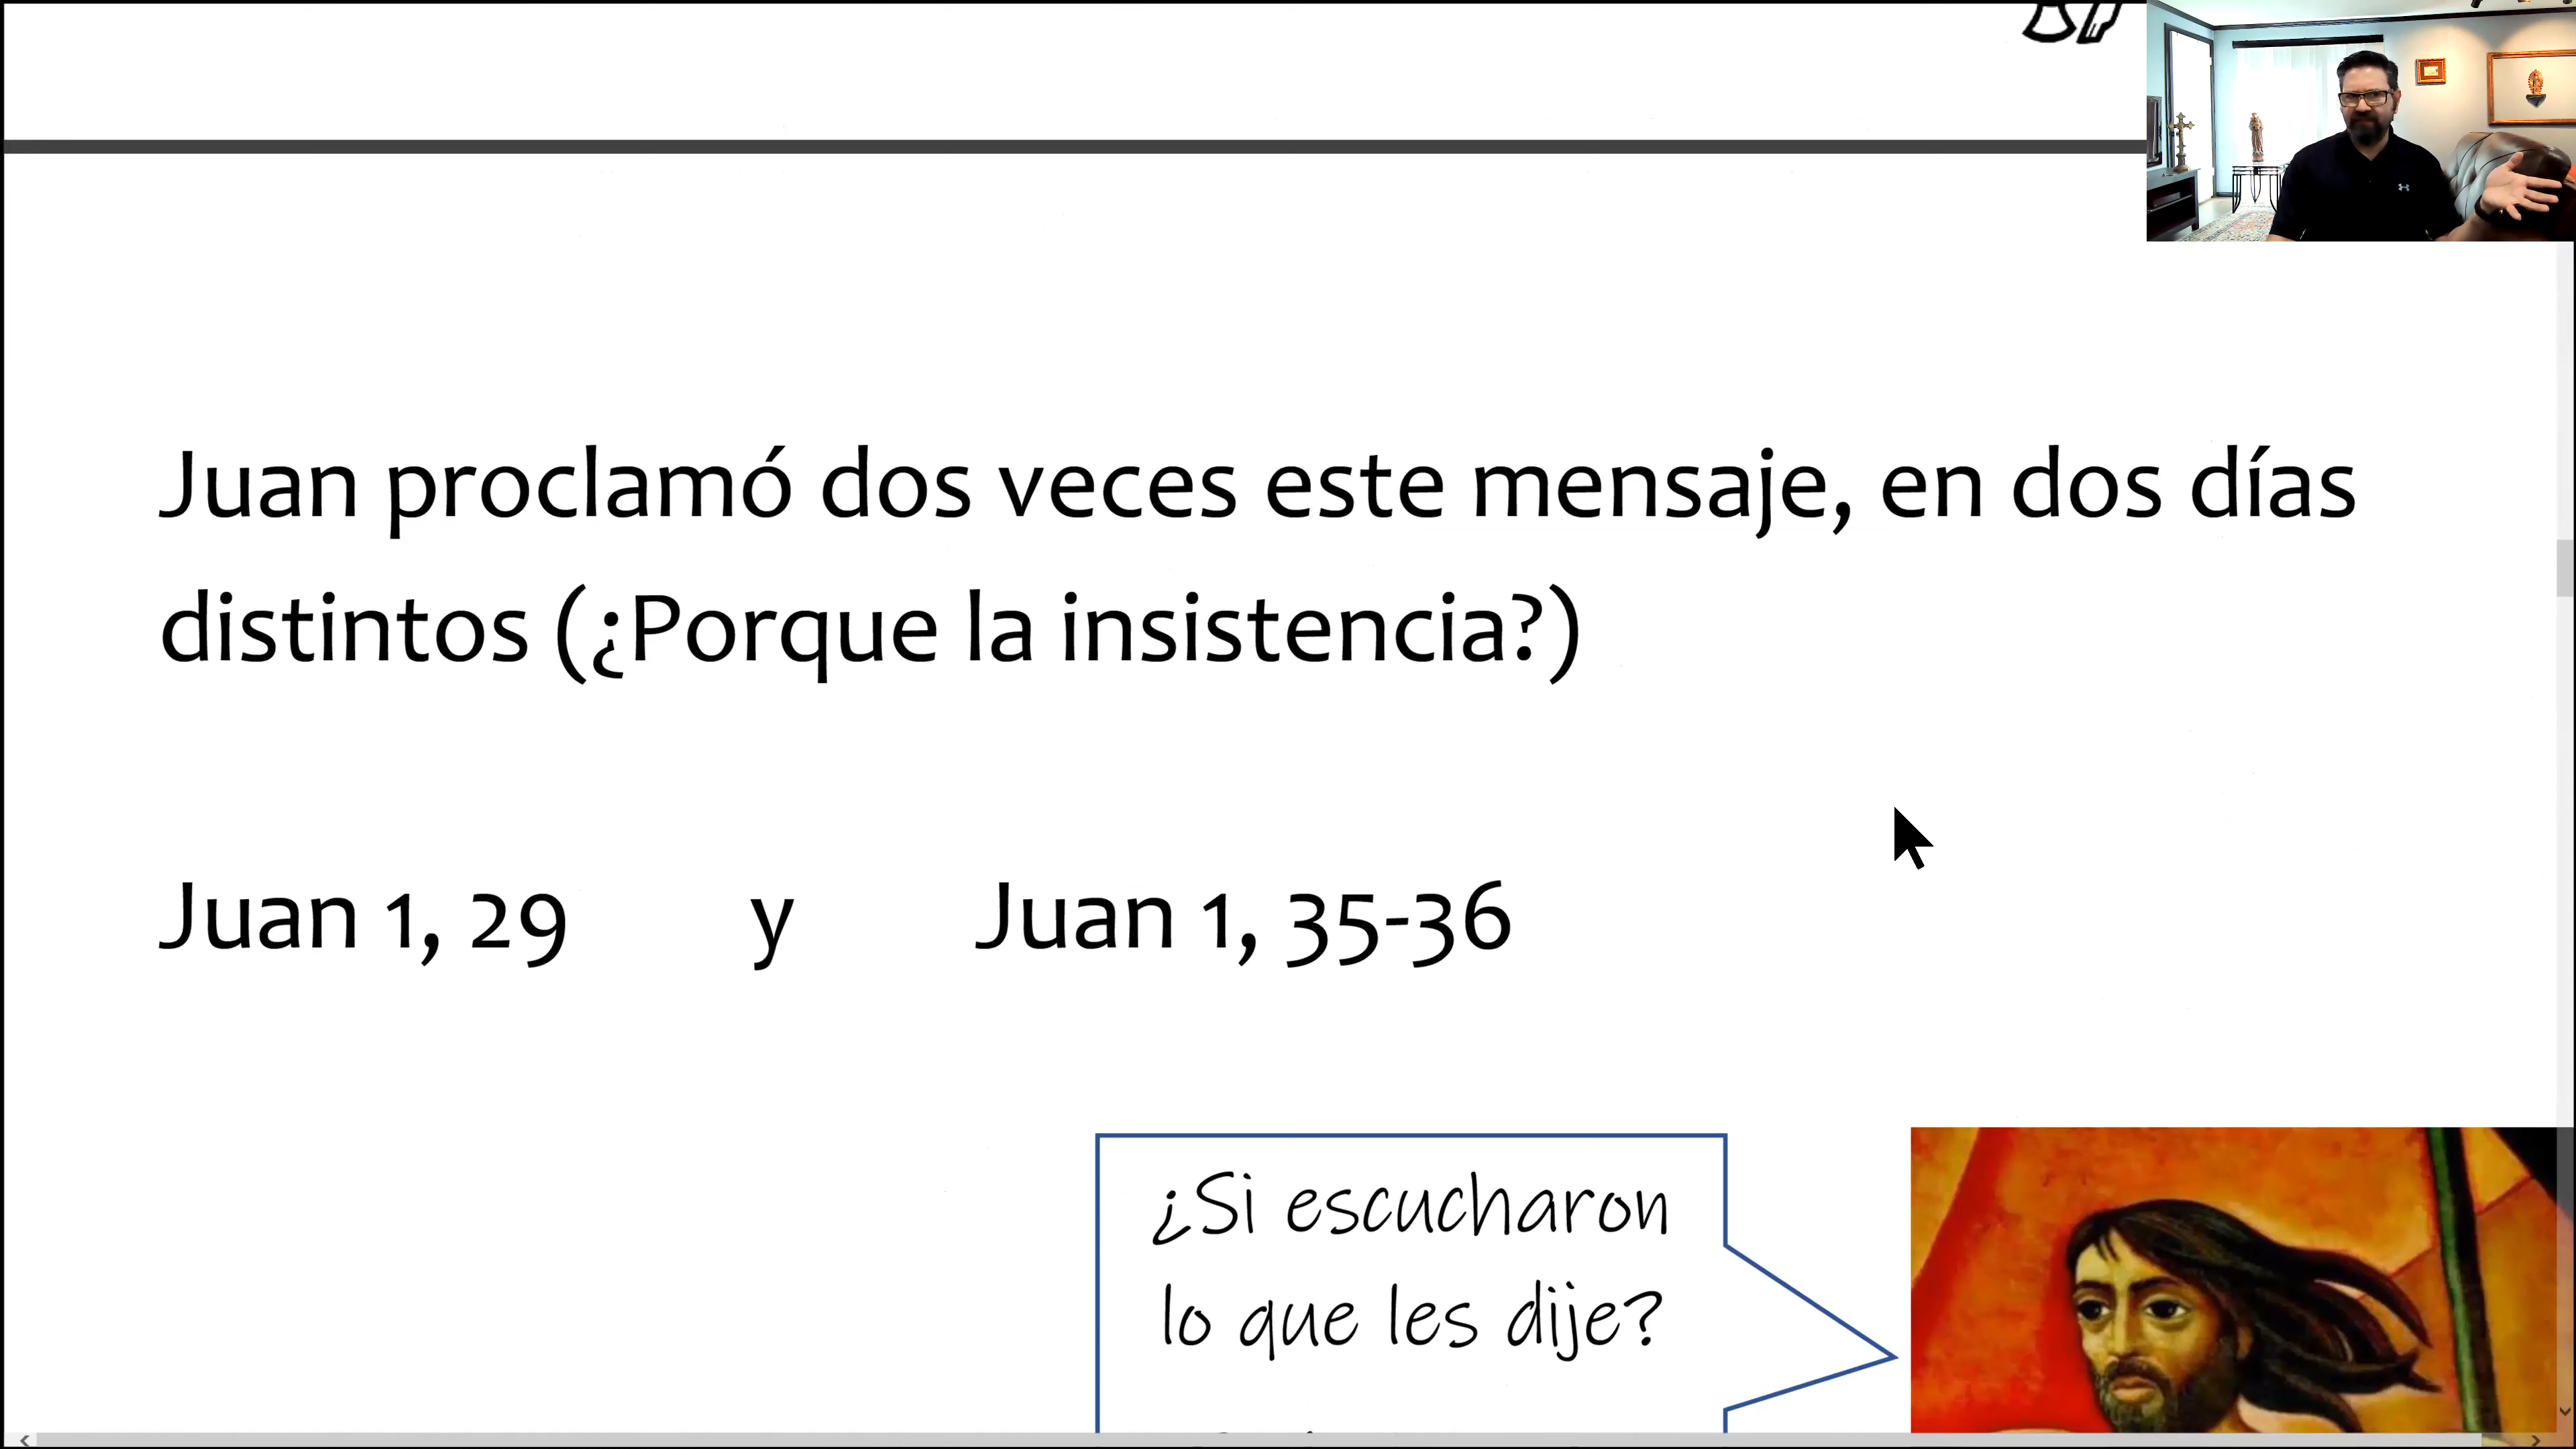 Juan proclamó dos veces este mensaje, en dos días
distintos (¿Porque la insistencia?)
Juan 1, 29 y Juan 1, 35-36
¿Si escucharon
lo que les dije?